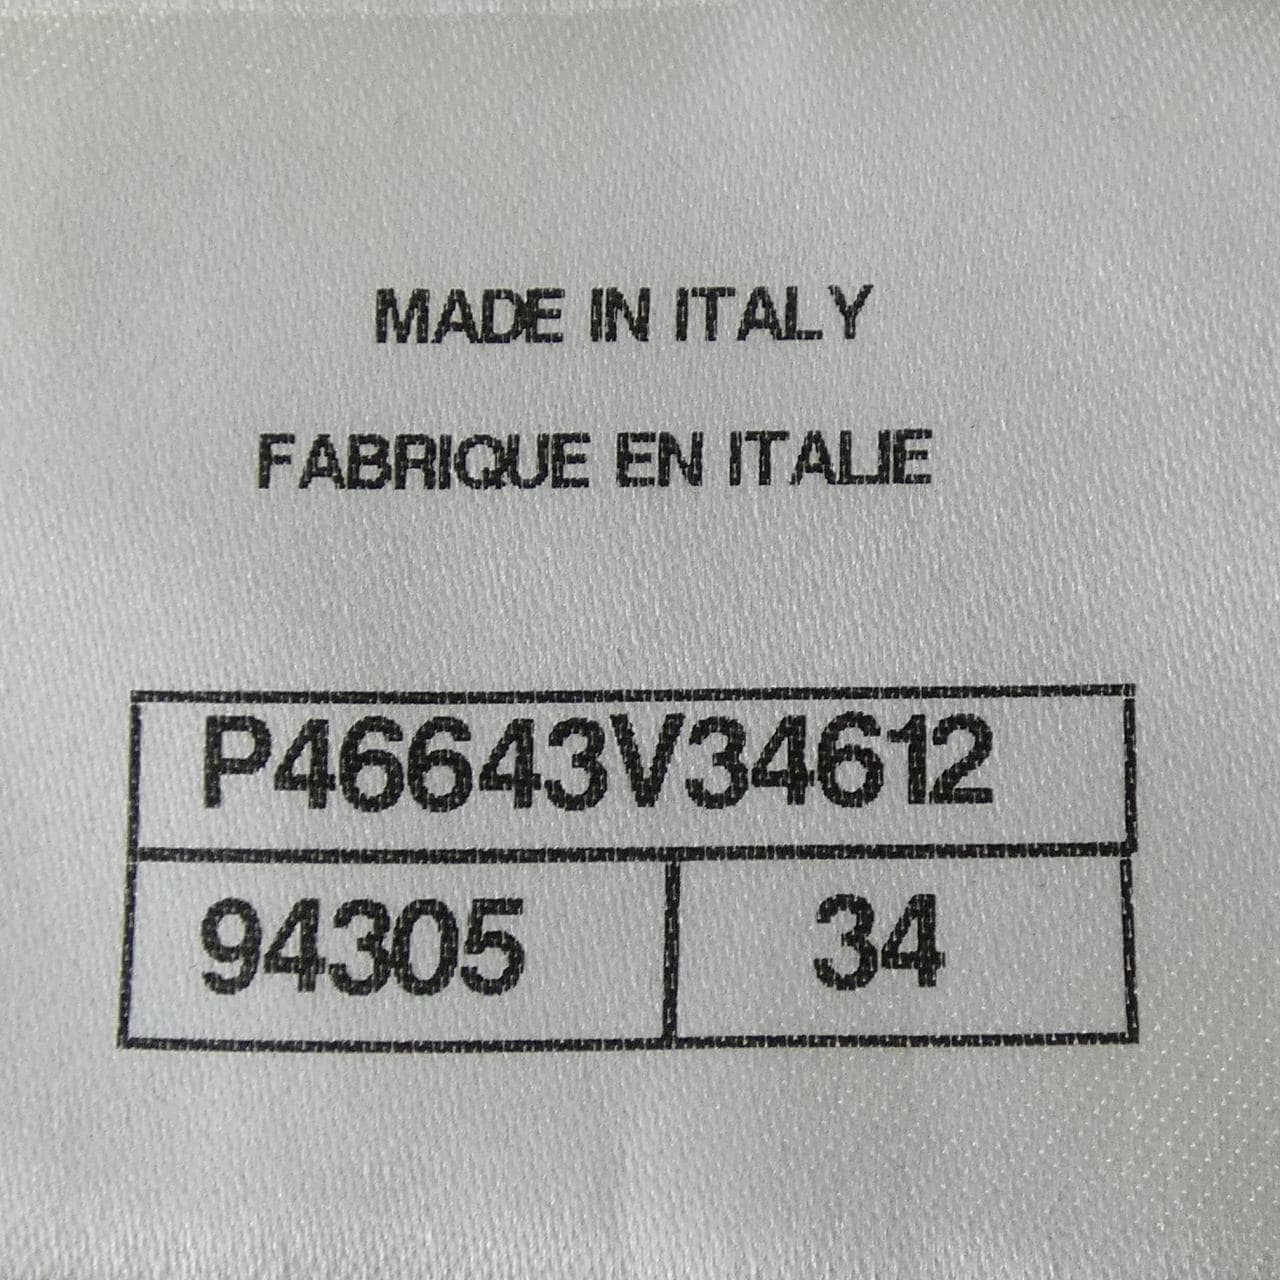 MADE IN ITALY
FABRIQUE EN ITALIE
P46643V34612
94305 34